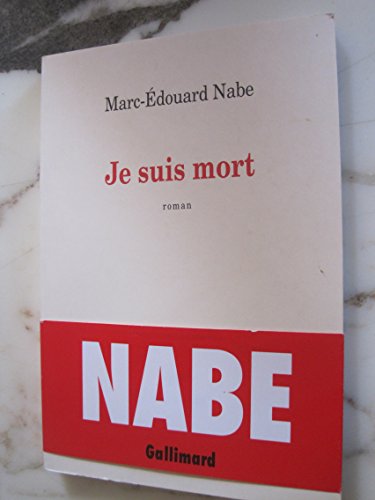 Marc-Édouard Nabe
Je suis mort
roman
NABE
Gallimard